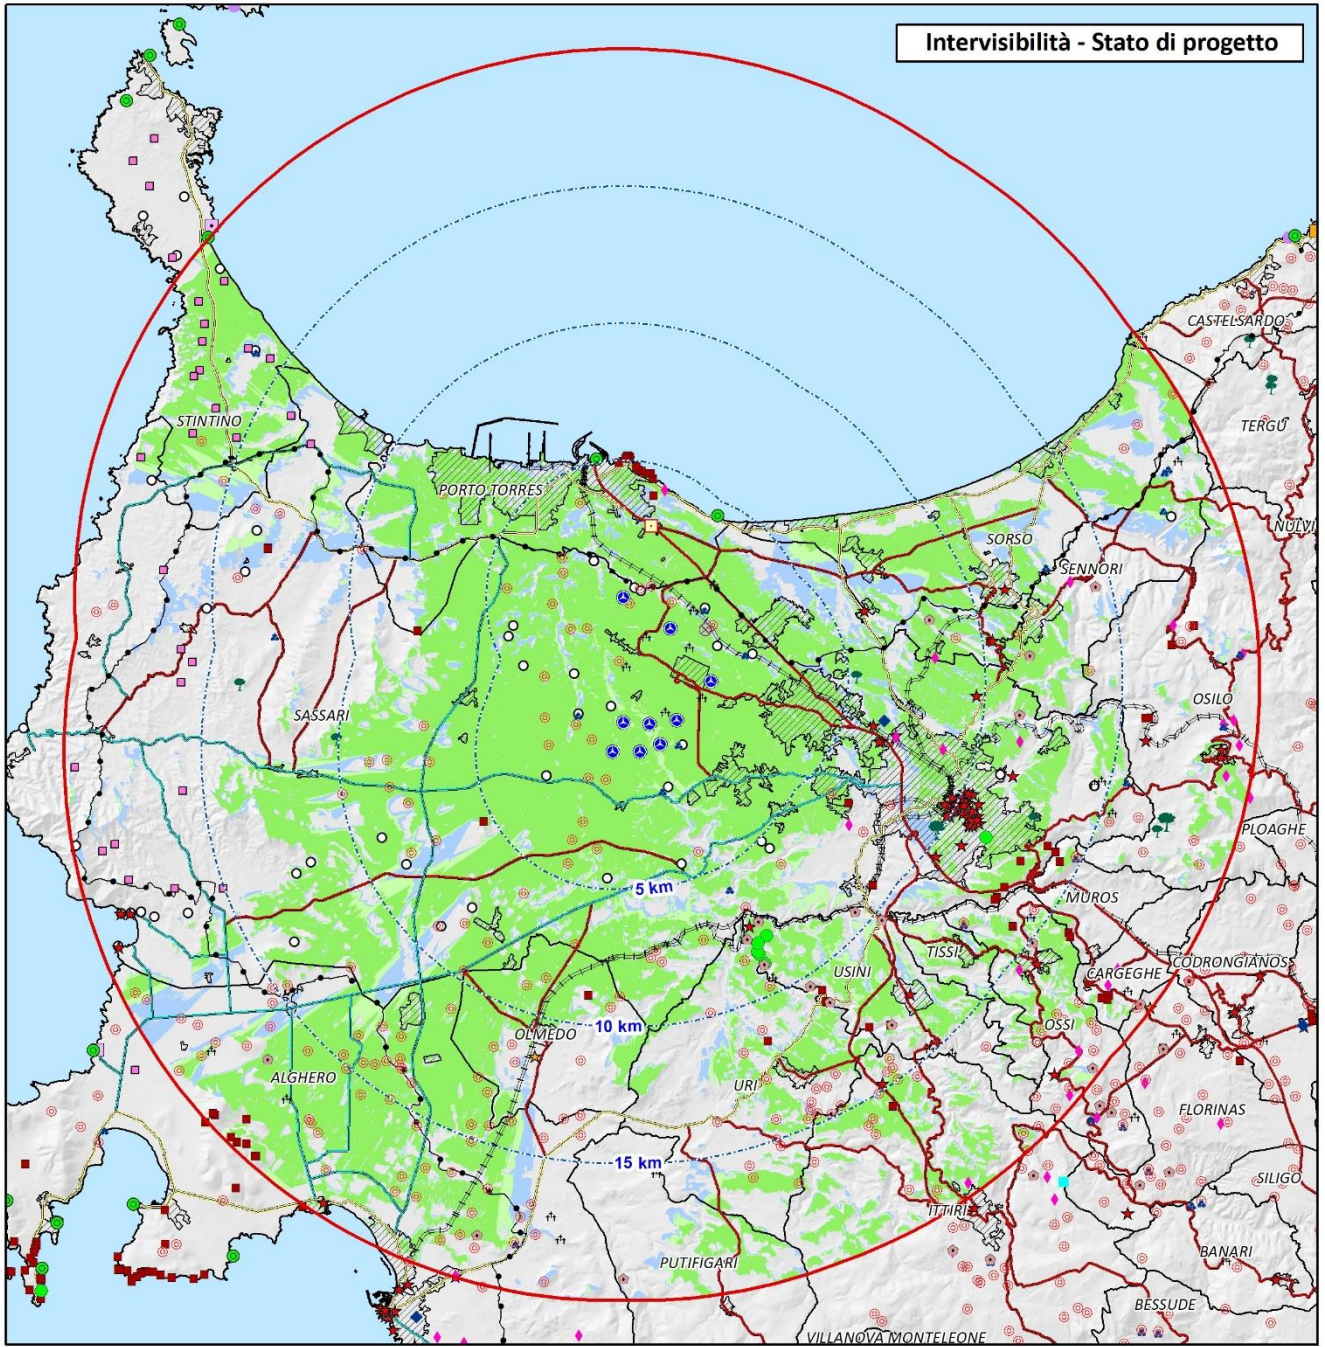 Intervisibilità - Stato di progetto
CASTELSARDO
TERGU
STINTINO
PORTO TORRES
NULVI
SORSO
SENNORI
OSILO
SASSARI
PLOAGHE
5 km
MUROS
TISSI
USINI
CARGEGHE
CODRONGIANOS
10 km
OLMEDO
OSSI
ALGHERO
URI
FLORINAS
15 km
SILIGO
ITTIRI
BANARI
PUTIFIGARI
BESSUDE
VILLANOVA MONTELEONE